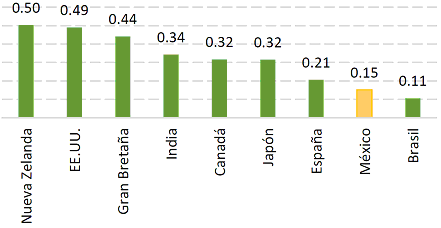 0.50
0.49
0.44
0.34
0.32
0.32
0.21
0.15
0.11
Nueva Zelanda
EE.UU.
Gran Bretaña
India
Canadá
Japón
España
México
Brasil